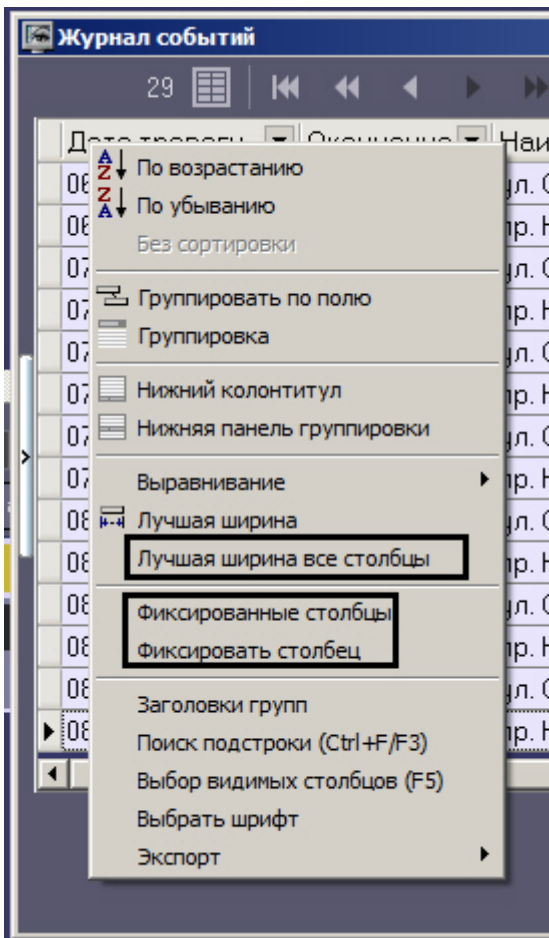 Журнал событий
29
По возрастанию
По убыванию
Без сортировки
Группировать по полю
Группировка
Нижний колонтитул
Нижняя панель группировки
Выравнивание
Лучшая ширина
Лучшая ширина все столбцы
Фиксированные столбцы
Фиксировать столбец
Заголовки групп
Поиск подстроки (Ctrl+F/F3)
Выбор видимых столбцов (F5)
Выбрать шрифт
Экспорт